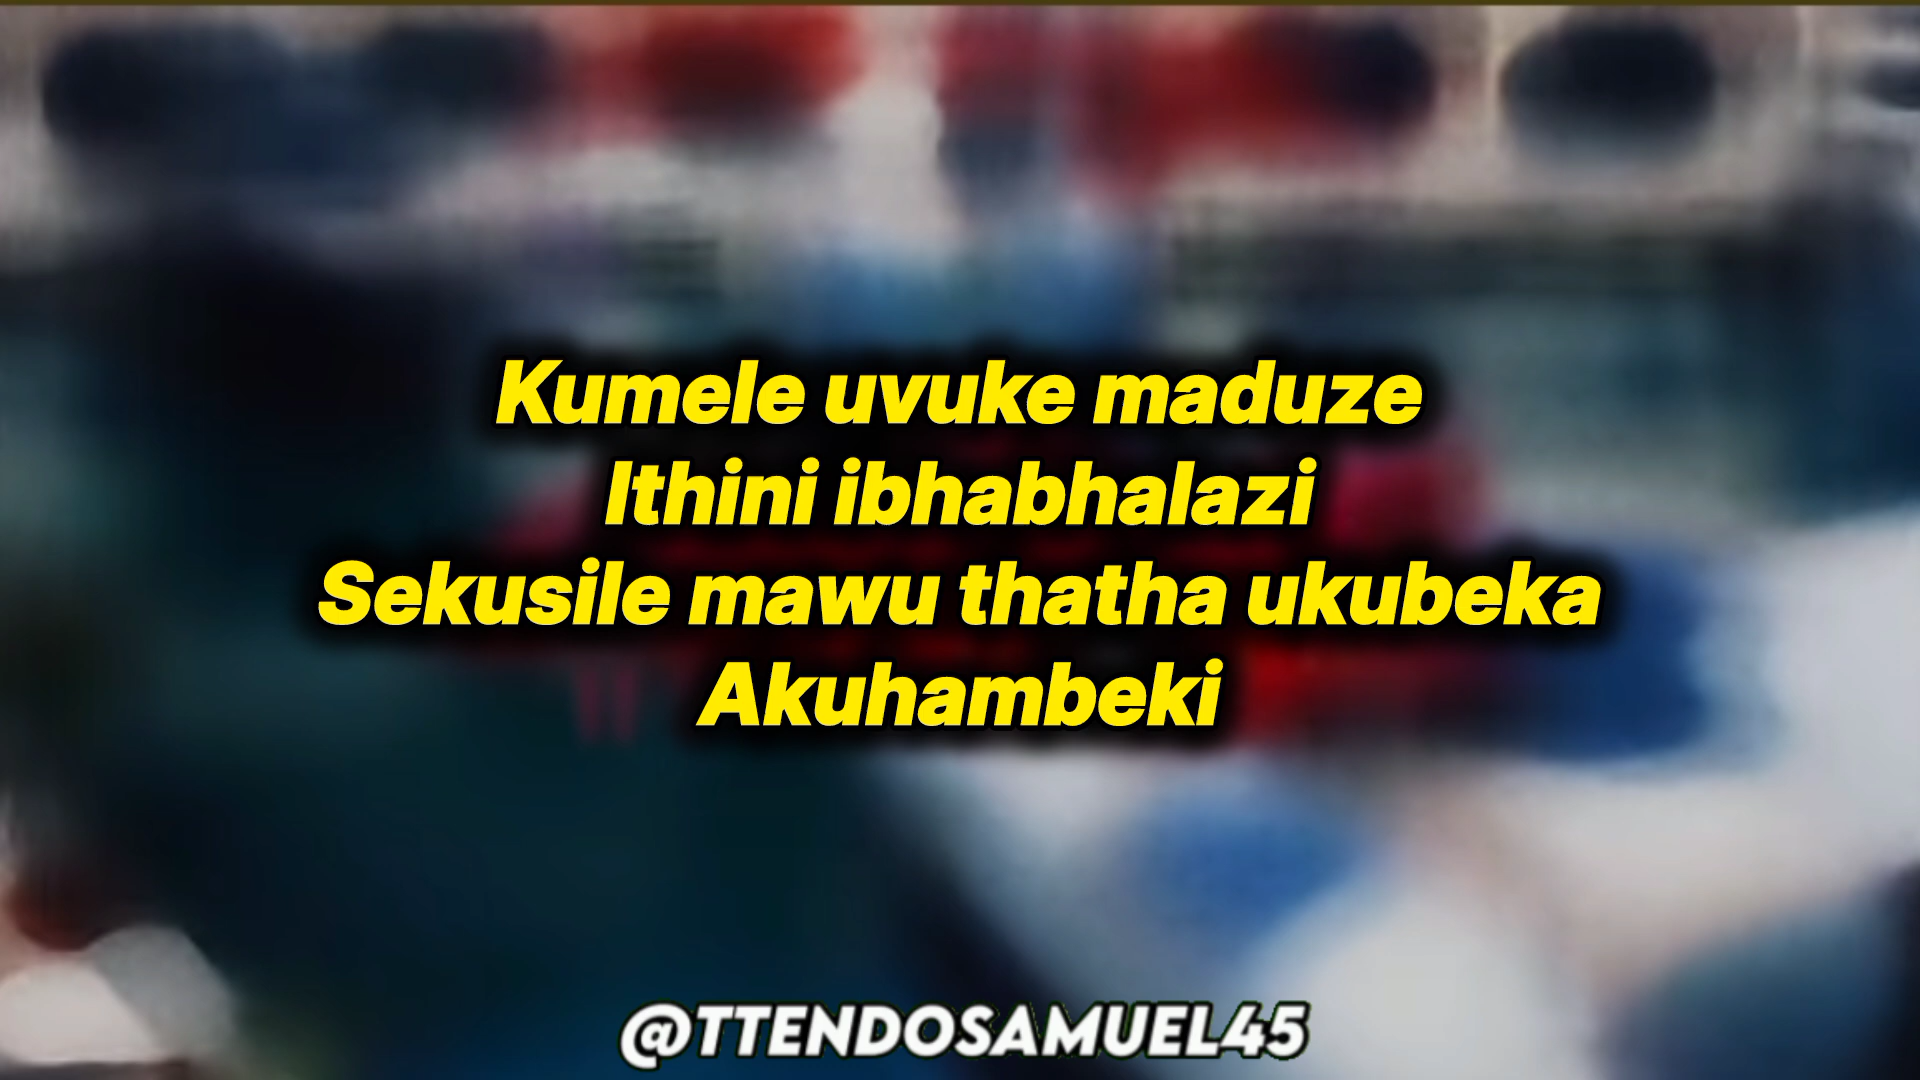 Kumele uvuke maduze
Ithini ibhabhalazi
Sekusile mawu thatha ukubeka
Akuhambeki
@TTENDOSAMUEL45